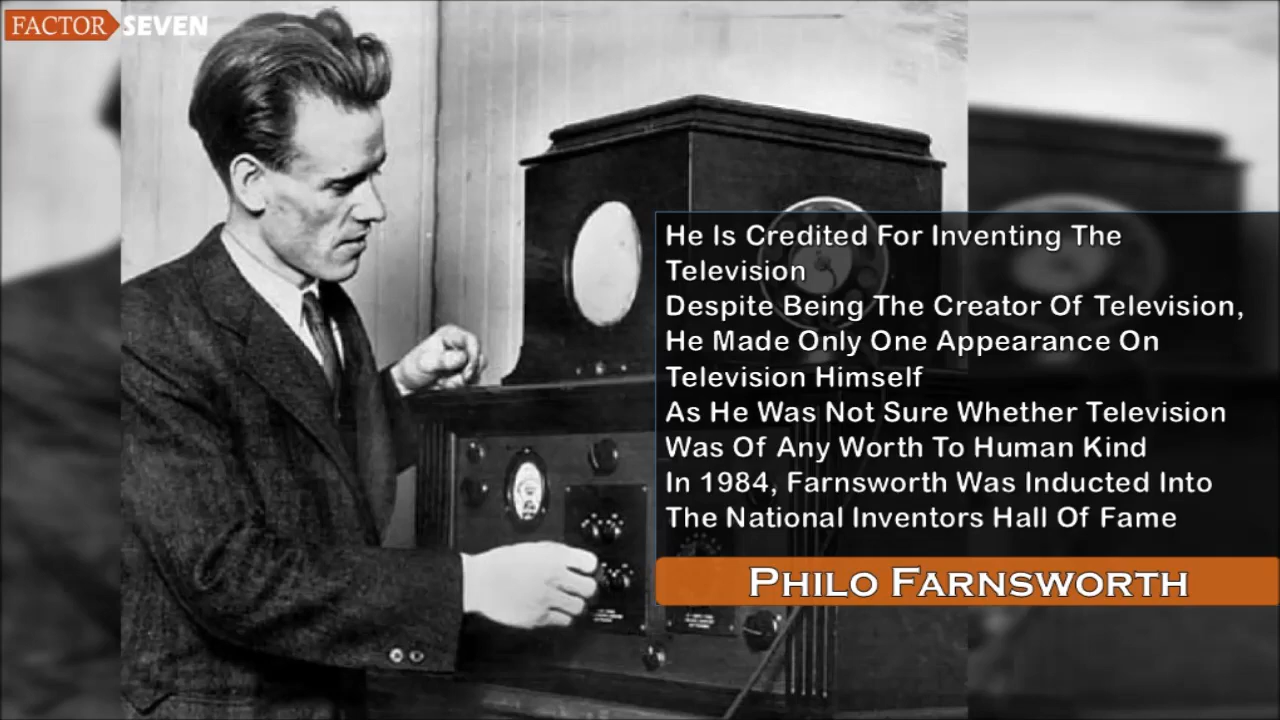 FACTOR SEVEN
He Is Credited For Inventing The
Television
Despite Being The Creator Of Television,
He Made Only One Appearance On
Television Himself
As He Was Not Sure Whether Television
Was Of Any Worth To Human Kind
In 1984, Farnsworth Was Inducted Into
The National Inventors Hall Of Fame
PHILO FARNSWORTH